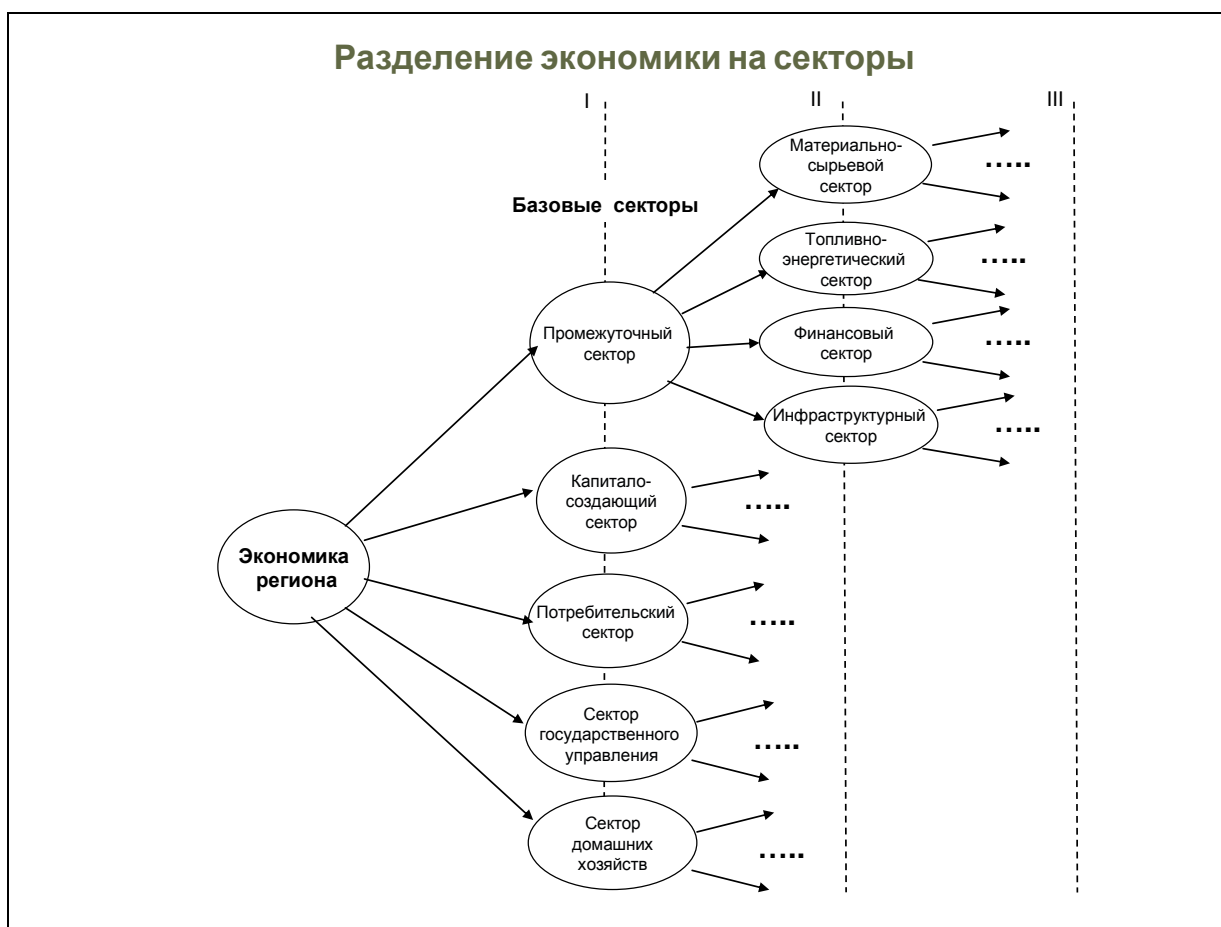 Разделение экономики на секторы
I
II
III
Базовые секторы
Материально-
сырьевой
сектор
.....
Топливно-
энергетический
сектор
.....
Промежуточный
сектор
Финансовый
сектор
.....
Инфраструктурный
сектор
.....
Капитало-
создающий
сектор
.....
Экономика
региона
Потребительский
сектор
.....
Сектор
государственного
управления
.....
Сектор
домашних
хозяйств
.....